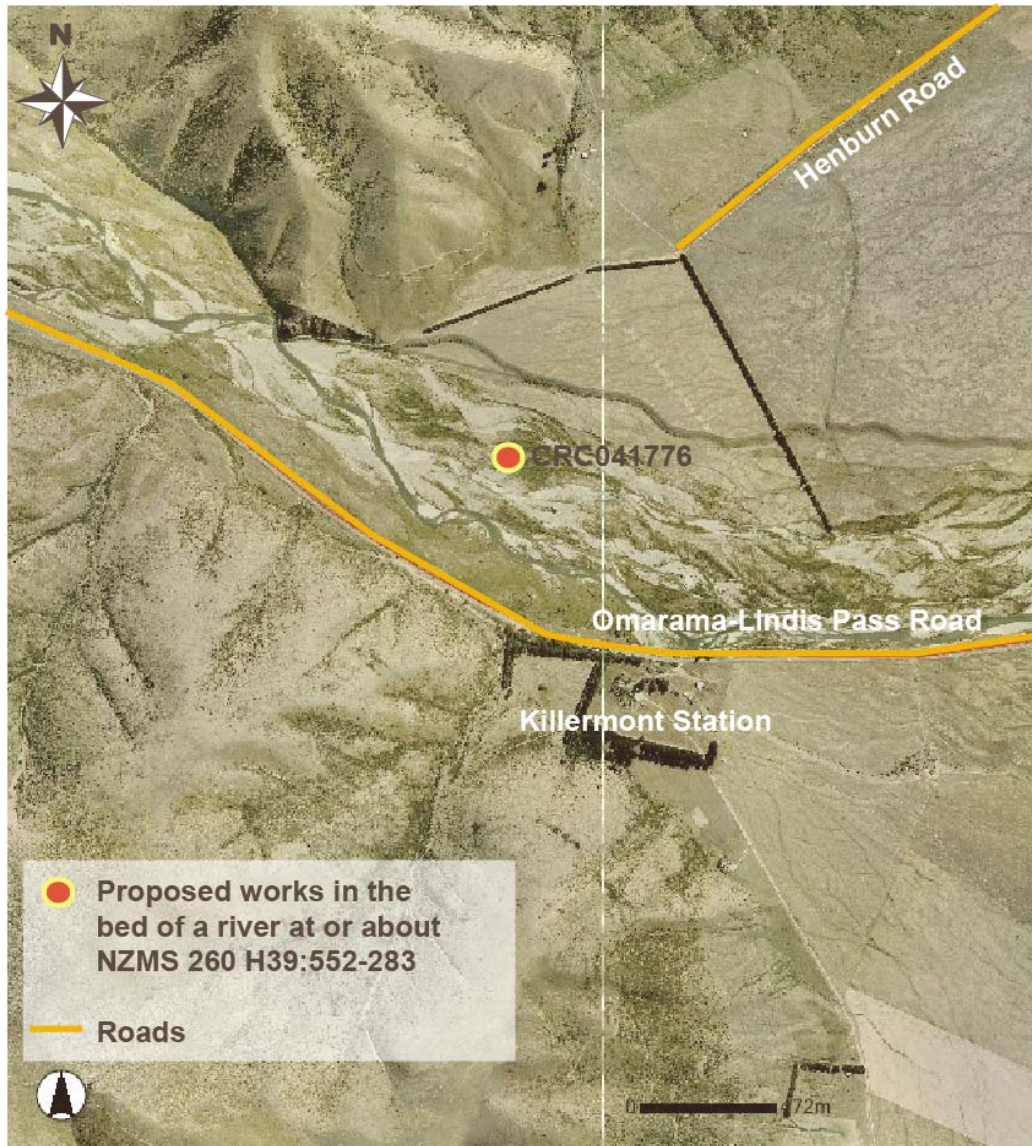 N
Henburn Road
CRC041776
Omarama-Lindis Pass Road
Killermont Station
Proposed works in the
bed of a river at or about
NZMS 260 H39:552-283
Roads
0 472m